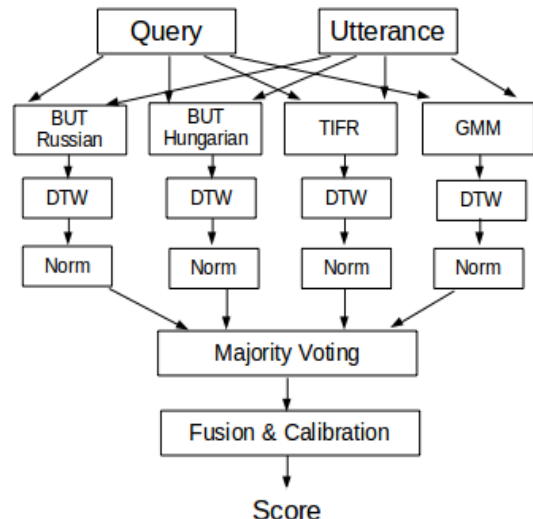 Query
Utterance
BUT
Russian
BUT
Hungarian
TIFR
GMM
DTW
DTW
DTW
DTW
Norm
Norm
Norm
Norm
Majority Voting
Fusion & Calibration
Score